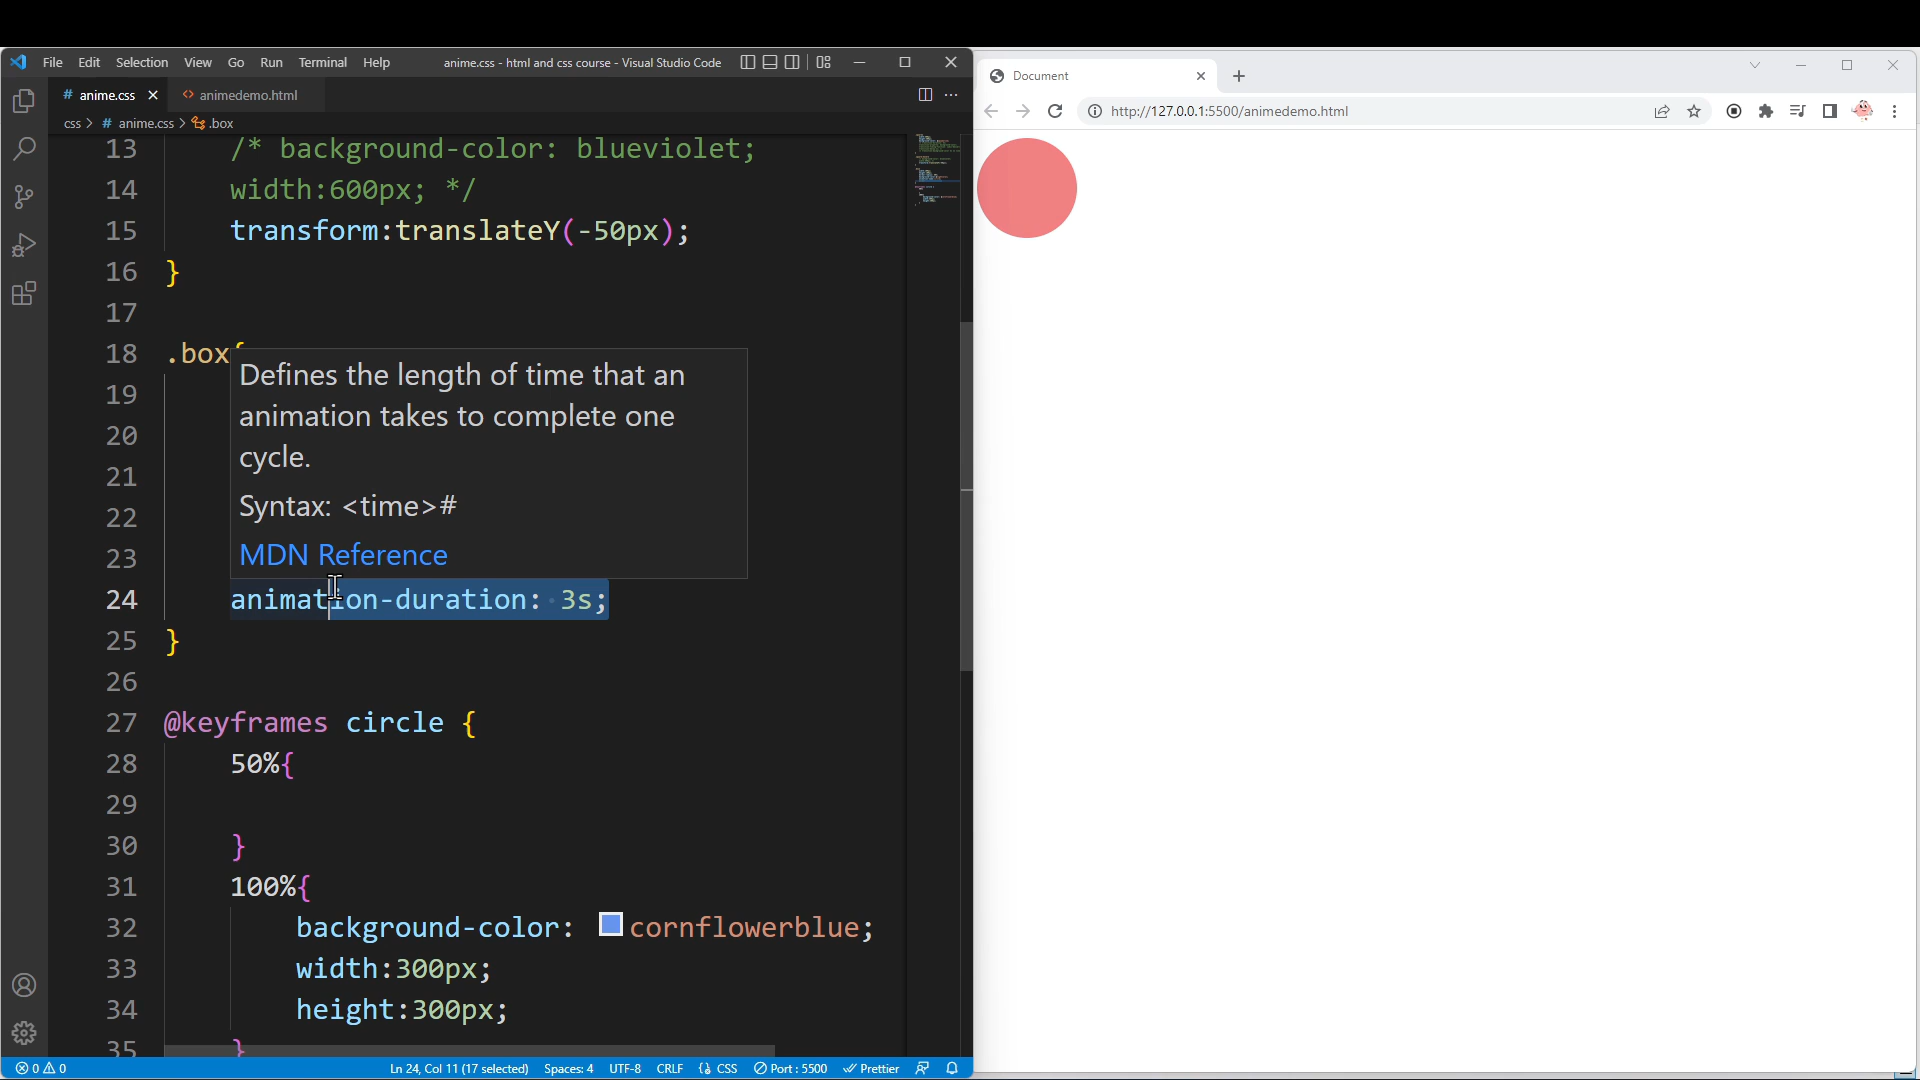 File Edit Selection View Go Run Terminal Help anime.css - html and css course - Visual Studio Code
# anime.css animedemo.html
css > # anime.css > .box
13 /* background-color: blueviolet;
14 width:600px; */
15 transform:translateY(-50px);
16 }
17
18 .box{
19
20
21
22
23
Defines the length of time that an
animation takes to complete one
cycle.
Syntax: <time>#
MDN Reference
24 animation-duration: 3s;
25 }
26
27 @keyframes circle {
28 50%{
29
30 }
31 100%{
32 background-color: cornflowerblue;
33 width:300px;
34 height:300px;
35 }
0 0 Ln 24, Col 11 (17 selected) Spaces: 4 UTF-8 CRLF {} CSS Port : 5500 Prettier
Document
http://127.0.0.1:5500/animedemo.html